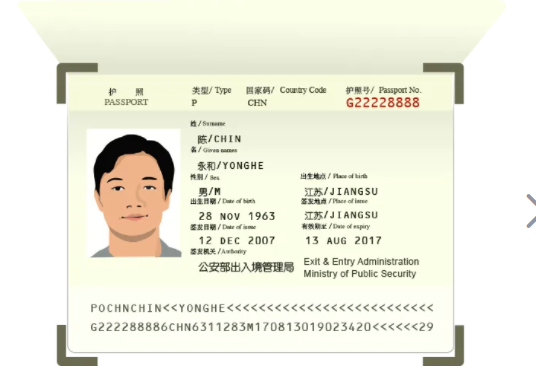 护 照 类型/ Type 国家码/ Country Code 护照号/ Passport No.
PASSPORT P CHN G22228888
姓 / Surname
陈/CHIN
名 / Given names
永和/YONGHE
性别 / Sex 出生地点 / Place of birth
男/M 江苏/JIANGSU
出生日期 / Date of birth 签发地点 / Place of issue
28 NOV 1963 江苏/JIANGSU
签发日期 / Date of issue 有效期至 / Date of expiry
12 DEC 2007 13 AUG 2017
签发机关 / Authority
公安部出入境管理局 Exit & Entry Administration
Ministry of Public Security
POCHNCHIN<<YONGHE<<<<<<<<<<<<<<<<<<<<<<<<<<<
G222288886CHN6311283M170813019023420<<<<<<29